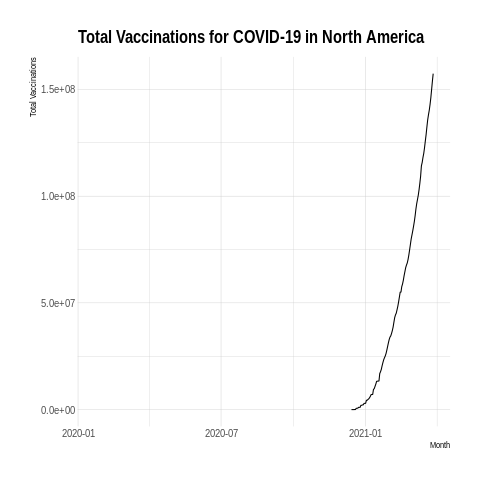 Total Vaccinations for COVID-19 in North America
Total Vaccinations
1.5e+08
1.0e+08
5.0e+07
0.0e+00
2020-01
2020-07
2021-01
Month